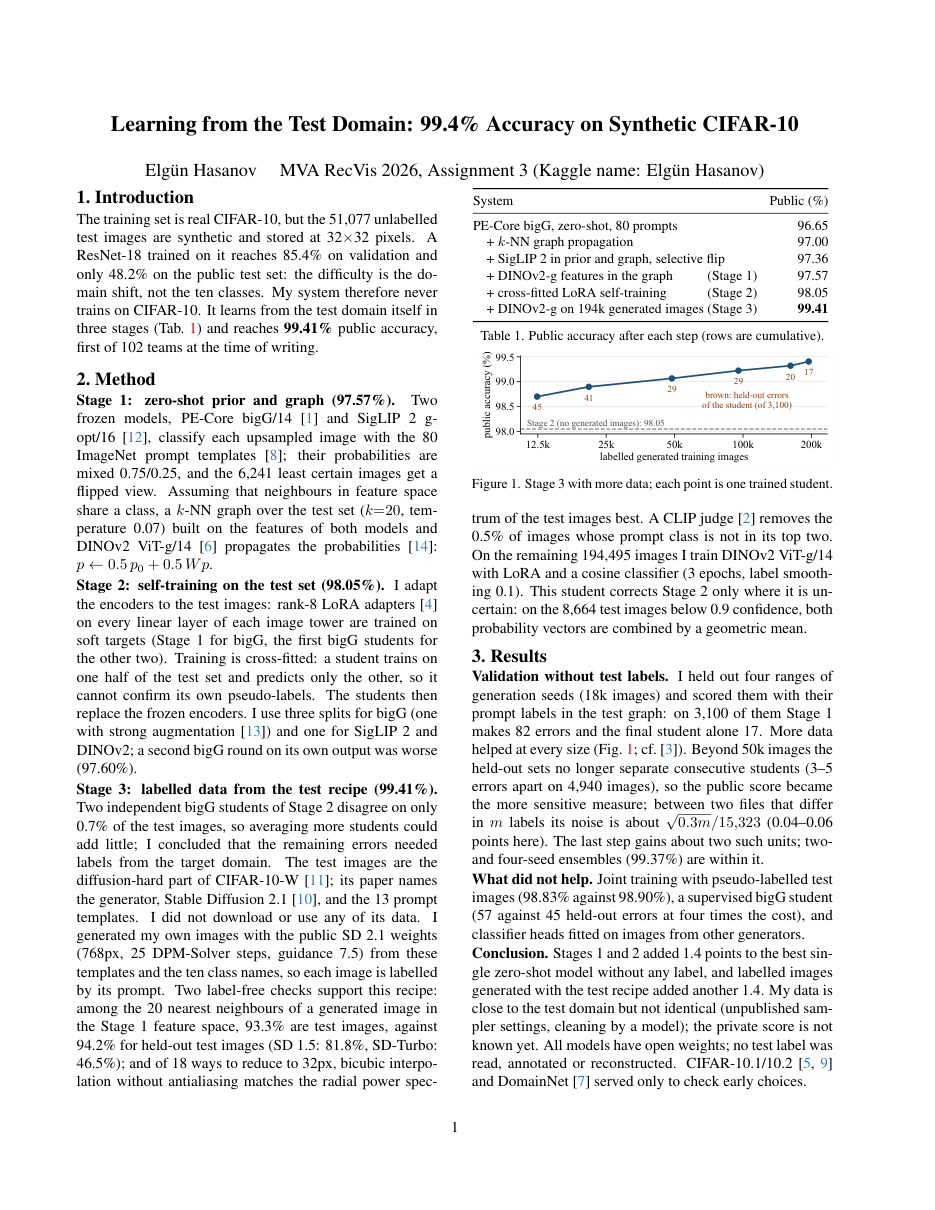 Learning from the Test Domain: 99.4% Accuracy on Synthetic CIFAR-10
Elgün Hasanov MVA RecVis 2026, Assignment 3 (Kaggle name: Elgün Hasanov)
1. Introduction
The training set is real CIFAR-10, but the 51,077 unlabelled
test images are synthetic and stored at 32×32 pixels. A
ResNet-18 trained on it reaches 85.4% on validation and
only 48.2% on the public test set: the difficulty is the do-
main shift, not the ten classes. My system therefore never
trains on CIFAR-10. It learns from the test domain itself in
three stages (Tab. 1) and reaches 99.41% public accuracy,
first of 102 teams at the time of writing.
2. Method
Stage 1: zero-shot prior and graph (97.57%). Two
frozen models, PE-Core bigG/14 [1] and SigLIP 2 g-
opt/16 [12], classify each upsampled image with the 80
ImageNet prompt templates [8]; their probabilities are
mixed 0.75/0.25, and the 6,241 least certain images get a
flipped view. Assuming that neighbours in feature space
share a class, a k-NN graph over the test set (k=20, tem-
perature 0.07) built on the features of both models and
DINOv2 ViT-g/14 [6] propagates the probabilities [14]:
p ← 0.5 p₀ + 0.5 Wp.
Stage 2: self-training on the test set (98.05%). I adapt
the encoders to the test images: rank-8 LoRA adapters [4]
on every linear layer of each image tower are trained on
soft targets (Stage 1 for bigG, the first bigG students for
the other two). Training is cross-fitted: a student trains on
one half of the test set and predicts only the other, so it
cannot confirm its own pseudo-labels. The students then
replace the frozen encoders. I use three splits for bigG (one
with strong augmentation [13]) and one for SigLIP 2 and
DINOv2; a second bigG round on its own output was worse
(97.60%).
Stage 3: labelled data from the test recipe (99.41%).
Two independent bigG students of Stage 2 disagree on only
0.7% of the test images, so averaging more students could
add little; I concluded that the remaining errors needed
labels from the target domain. The test images are the
diffusion-hard part of CIFAR-10-W [11]; its paper names
the generator, Stable Diffusion 2.1 [10], and the 13 prompt
templates. I did not download or use any of its data. I
generated my own images with the public SD 2.1 weights
(768px, 25 DPM-Solver steps, guidance 7.5) from these
templates and the ten class names, so each image is labelled
by its prompt. Two label-free checks support this recipe:
among the 20 nearest neighbours of a generated image in
the Stage 1 feature space, 93.3% are test images, against
94.2% for held-out test images (SD 1.5: 81.8%, SD-Turbo:
46.5%); and of 18 ways to reduce to 32px, bicubic interpo-
lation without antialiasing matches the radial power spec-
System Public (%)
PE-Core bigG, zero-shot, 80 prompts 96.65
+ k-NN graph propagation 97.00
+ SigLIP 2 in prior and graph, selective flip 97.36
+ DINOv2-g features in the graph (Stage 1) 97.57
+ cross-fitted LoRA self-training (Stage 2) 98.05
+ DINOv2-g on 194k generated images (Stage 3) 99.41
Table 1. Public accuracy after each step (rows are cumulative).
public accuracy (%)
99.5
99.0
98.5
98.0
45
41
29
29
20
17
brown: held-out errors
of the student (of 3,100)
Stage 2 (no generated images): 98.05
12.5k 25k 50k 100k 200k
labelled generated training images
Figure 1. Stage 3 with more data; each point is one trained student.
trum of the test images best. A CLIP judge [2] removes the
0.5% of images whose prompt class is not in its top two.
On the remaining 194,495 images I train DINOv2 ViT-g/14
with LoRA and a cosine classifier (3 epochs, label smooth-
ing 0.1). This student corrects Stage 2 only where it is un-
certain: on the 8,664 test images below 0.9 confidence, both
probability vectors are combined by a geometric mean.
3. Results
Validation without test labels. I held out four ranges of
generation seeds (18k images) and scored them with their
prompt labels in the test graph: on 3,100 of them Stage 1
makes 82 errors and the final student alone 17. More data
helped at every size (Fig. 1; cf. [3]). Beyond 50k images the
held-out sets no longer separate consecutive students (3–5
errors apart on 4,940 images), so the public score became
the more sensitive measure; between two files that differ
in m labels its noise is about √0.3m/15,323 (0.04–0.06
points here). The last step gains about two such units; two-
and four-seed ensembles (99.37%) are within it.
What did not help. Joint training with pseudo-labelled test
images (98.83% against 98.90%), a supervised bigG student
(57 against 45 held-out errors at four times the cost), and
classifier heads fitted on images from other generators.
Conclusion. Stages 1 and 2 added 1.4 points to the best sin-
gle zero-shot model without any label, and labelled images
generated with the test recipe added another 1.4. My data is
close to the test domain but not identical (unpublished sam-
pler settings, cleaning by a model); the private score is not
known yet. All models have open weights; no test label was
read, annotated or reconstructed. CIFAR-10.1/10.2 [5, 9]
and DomainNet [7] served only to check early choices.
1